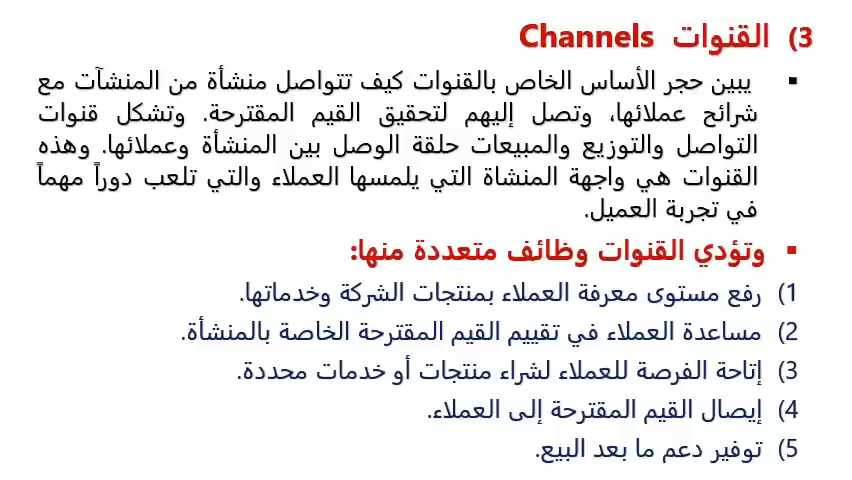 3) القنوات Channels
▪ يبين حجر الأساس الخاص بالقنوات كيف تتواصل منشأة من المنشآت مع
شرائح عملائها، وتصل إليهم لتحقيق القيم المقترحة. وتشكل قنوات
التواصل والتوزيع والمبيعات حلقة الوصل بين المنشأة وعملائها. وهذه
القنوات هي واجهة المنشاة التي يلمسها العملاء والتي تلعب دوراً مهماً
في تجربة العميل.
▪ وتؤدي القنوات وظائف متعددة منها:
1) رفع مستوى معرفة العملاء بمنتجات الشركة وخدماتها.
2) مساعدة العملاء في تقييم القيم المقترحة الخاصة بالمنشأة.
3) إتاحة الفرصة للعملاء لشراء منتجات أو خدمات محددة.
4) إيصال القيم المقترحة إلى العملاء.
5) توفير دعم ما بعد البيع.